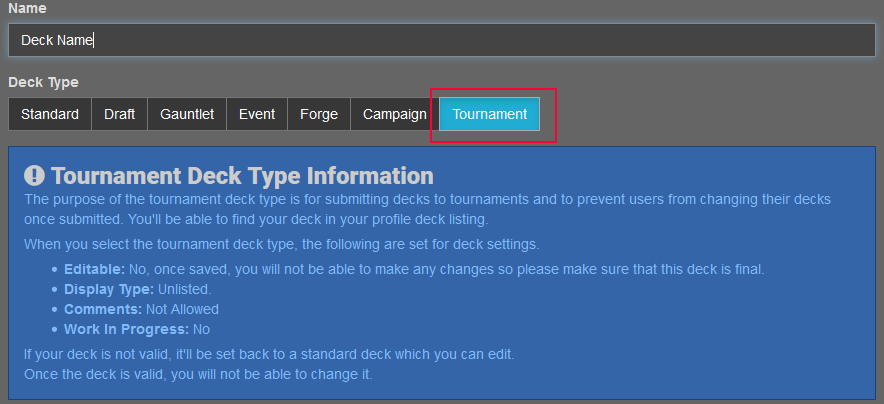 Name
Deck Name
Deck Type
Standard Draft Gauntlet Event Forge Campaign Tournament
Tournament Deck Type Information
The purpose of the tournament deck type is for submitting decks to tournaments and to prevent users from changing their decks
once submitted. You'll be able to find your deck in your profile deck listing.
When you select the tournament deck type, the following are set for deck settings.
• Editable: No, once saved, you will not be able to make any changes so please make sure that this deck is final.
• Display Type: Unlisted.
• Comments: Not Allowed
• Work In Progress: No
If your deck is not valid, it'll be set back to a standard deck which you can edit.
Once the deck is valid, you will not be able to change it.